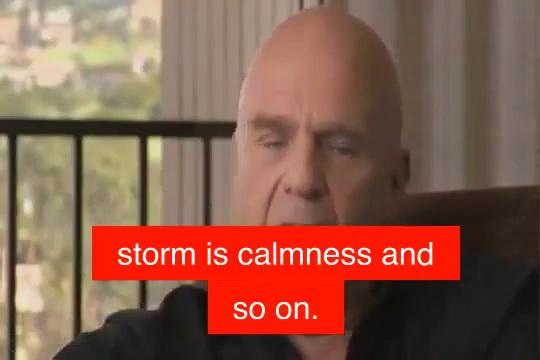 storm is calmness and
so on.